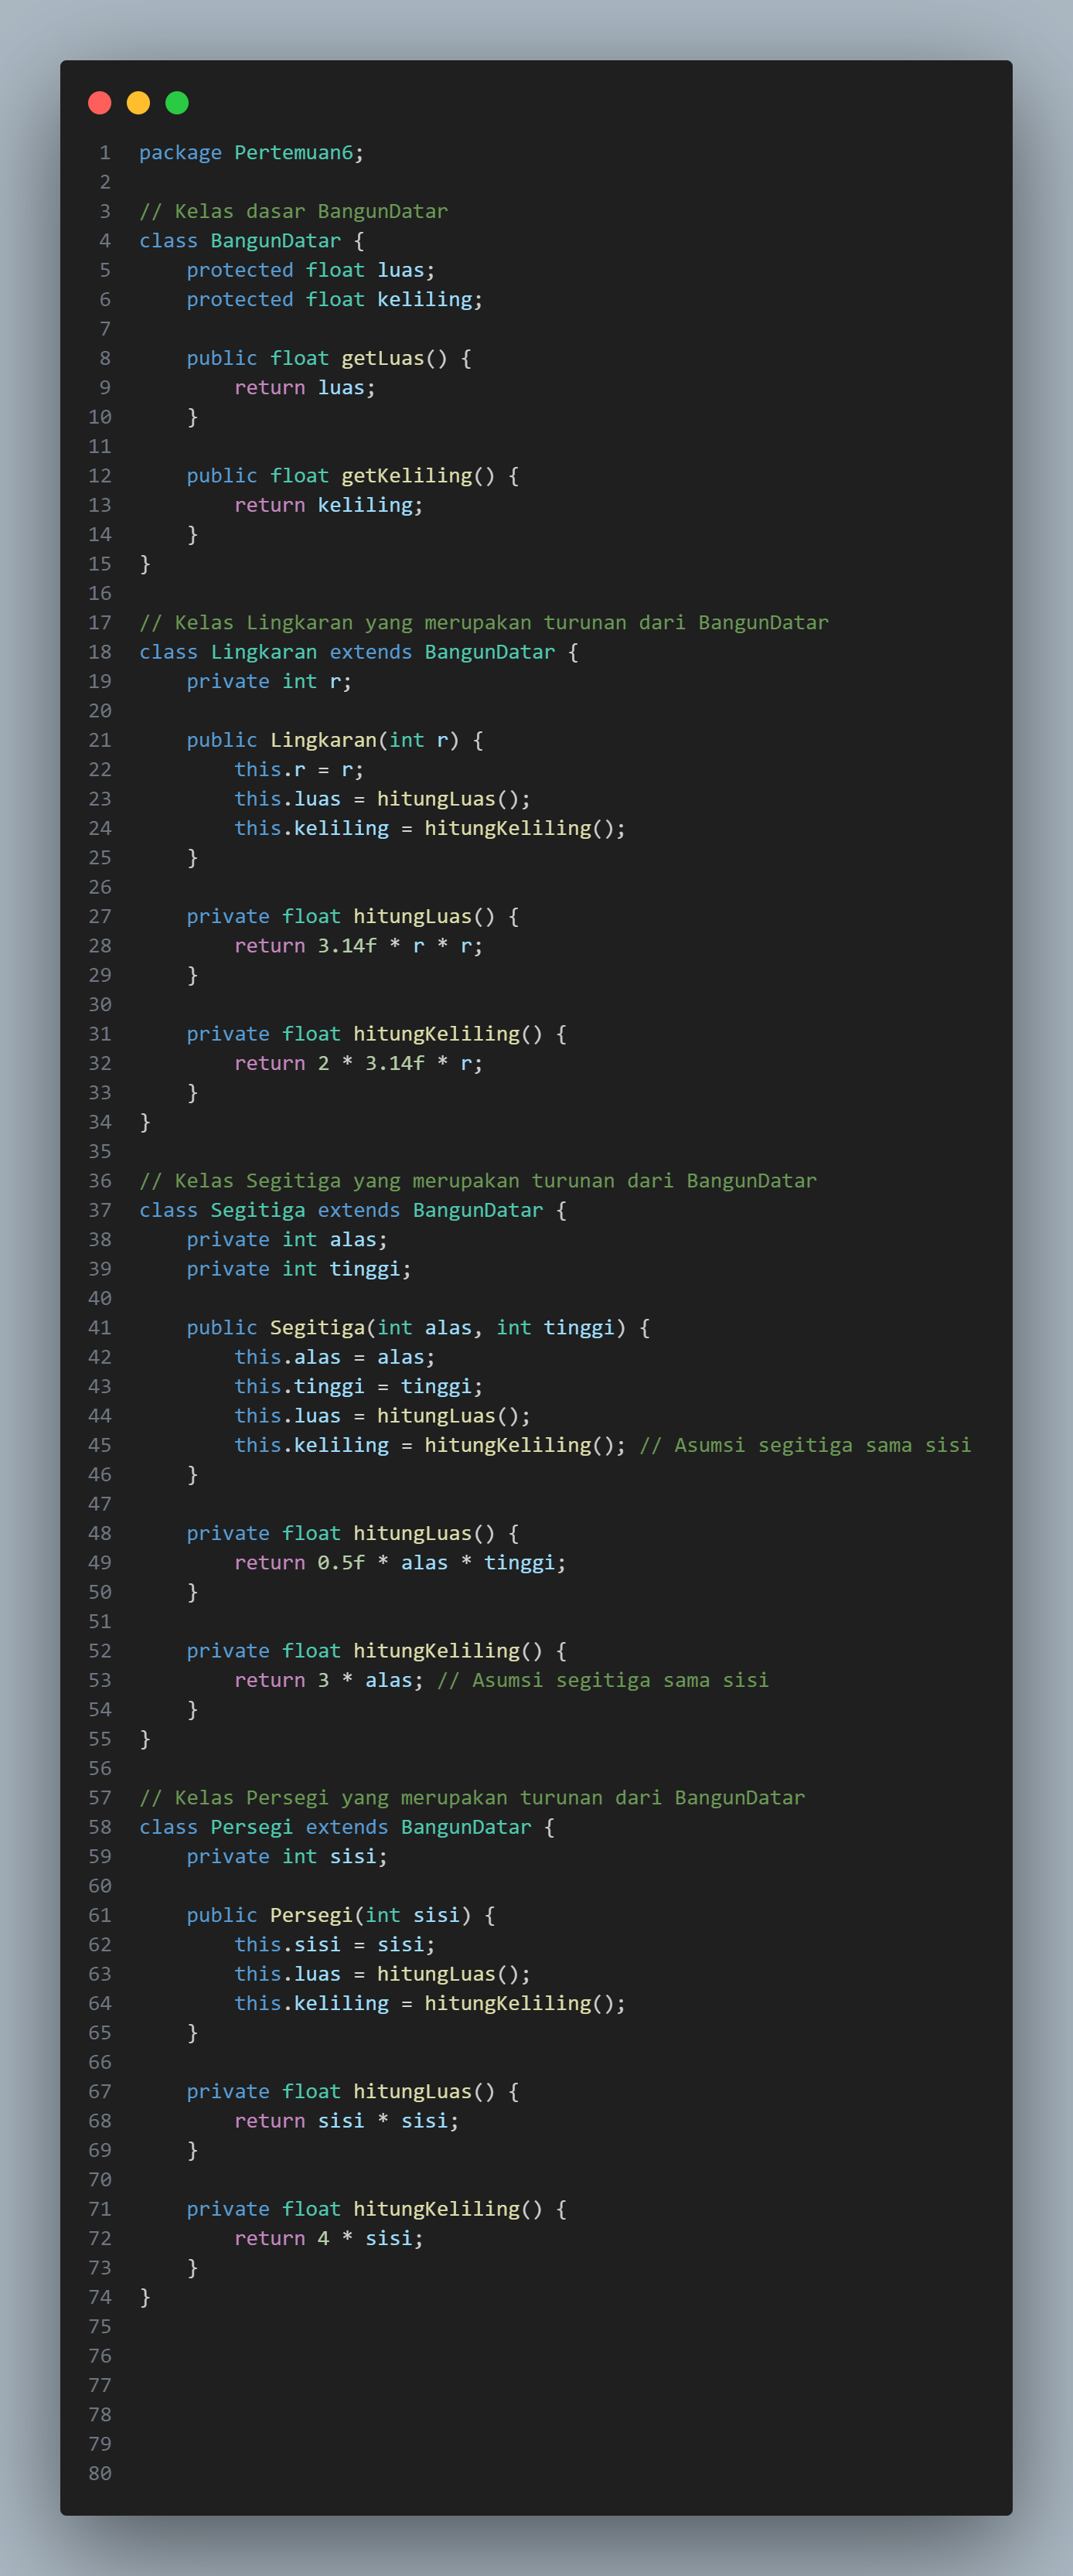 1 package Pertemuan6;
2
3 // Kelas dasar BangunDatar
4 class BangunDatar {
5     protected float luas;
6     protected float keliling;
7
8     public float getLuas() {
9         return luas;
10     }
11
12     public float getKeliling() {
13         return keliling;
14     }
15 }
16
17 // Kelas Lingkaran yang merupakan turunan dari BangunDatar
18 class Lingkaran extends BangunDatar {
19     private int r;
20
21     public Lingkaran(int r) {
22         this.r = r;
23         this.luas = hitungLuas();
24         this.keliling = hitungKeliling();
25     }
26
27     private float hitungLuas() {
28         return 3.14f * r * r;
29     }
30
31     private float hitungKeliling() {
32         return 2 * 3.14f * r;
33     }
34 }
35
36 // Kelas Segitiga yang merupakan turunan dari BangunDatar
37 class Segitiga extends BangunDatar {
38     private int alas;
39     private int tinggi;
40
41     public Segitiga(int alas, int tinggi) {
42         this.alas = alas;
43         this.tinggi = tinggi;
44         this.luas = hitungLuas();
45         this.keliling = hitungKeliling(); // Asumsi segitiga sama sisi
46     }
47
48     private float hitungLuas() {
49         return 0.5f * alas * tinggi;
50     }
51
52     private float hitungKeliling() {
53         return 3 * alas; // Asumsi segitiga sama sisi
54     }
55 }
56
57 // Kelas Persegi yang merupakan turunan dari BangunDatar
58 class Persegi extends BangunDatar {
59     private int sisi;
60
61     public Persegi(int sisi) {
62         this.sisi = sisi;
63         this.luas = hitungLuas();
64         this.keliling = hitungKeliling();
65     }
66
67     private float hitungLuas() {
68         return sisi * sisi;
69     }
70
71     private float hitungKeliling() {
72         return 4 * sisi;
73     }
74 }
75
76
77
78
79
80